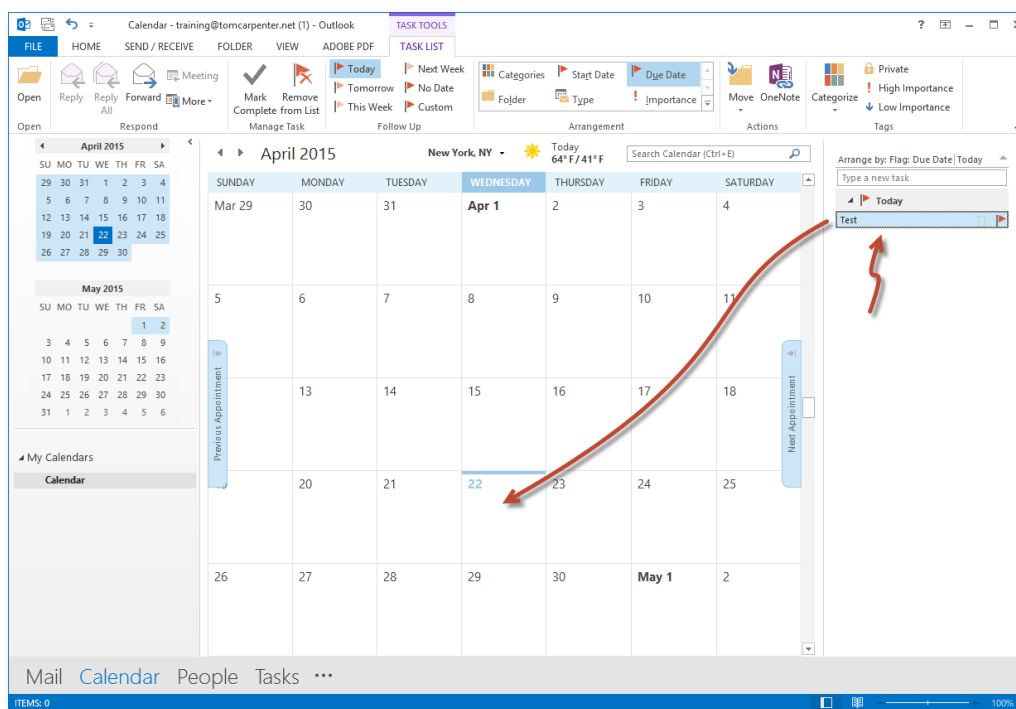 Calendar - training@tomcarpenter.net (1) - Outlook
TASK TOOLS
?
FILE HOME SEND / RECEIVE FOLDER VIEW ADOBE PDF TASK LIST
Open
Reply
Reply All
Forward
Meeting
More
Mark Complete
Remove from List
Today
Tomorrow
This Week
Next Week
No Date
Custom
Categories
Start Date
Due Date
Folder
Type
Importance
Move
OneNote
Categorize
Private
High Importance
Low Importance
Open Respond Manage Task Follow Up Arrangement Actions Tags
April 2015
SU MO TU WE TH FR SA
29 30 31 1 2 3 4
5 6 7 8 9 10 11
12 13 14 15 16 17 18
19 20 21 22 23 24 25
26 27 28 29 30
May 2015
SU MO TU WE TH FR SA
1 2
3 4 5 6 7 8 9
10 11 12 13 14 15 16
17 18 19 20 21 22 23
24 25 26 27 28 29 30
31 1 2 3 4 5 6
My Calendars
Calendar
April 2015
New York, NY
Today
64° F / 41° F
Search Calendar (Ctrl+E)
SUNDAY MONDAY TUESDAY WEDNESDAY THURSDAY FRIDAY SATURDAY
Mar 29 30 31 Apr 1 2 3 4
5 6 7 8 9 10 11
13 14 15 16 17 18
20 21 22 23 24 25
26 27 28 29 30 May 1 2
Previous Appointment
Next Appointment
Arrange by: Flag: Due Date Today
Type a new task
Today
Test
Mail Calendar People Tasks ···
ITEMS: 0
100%